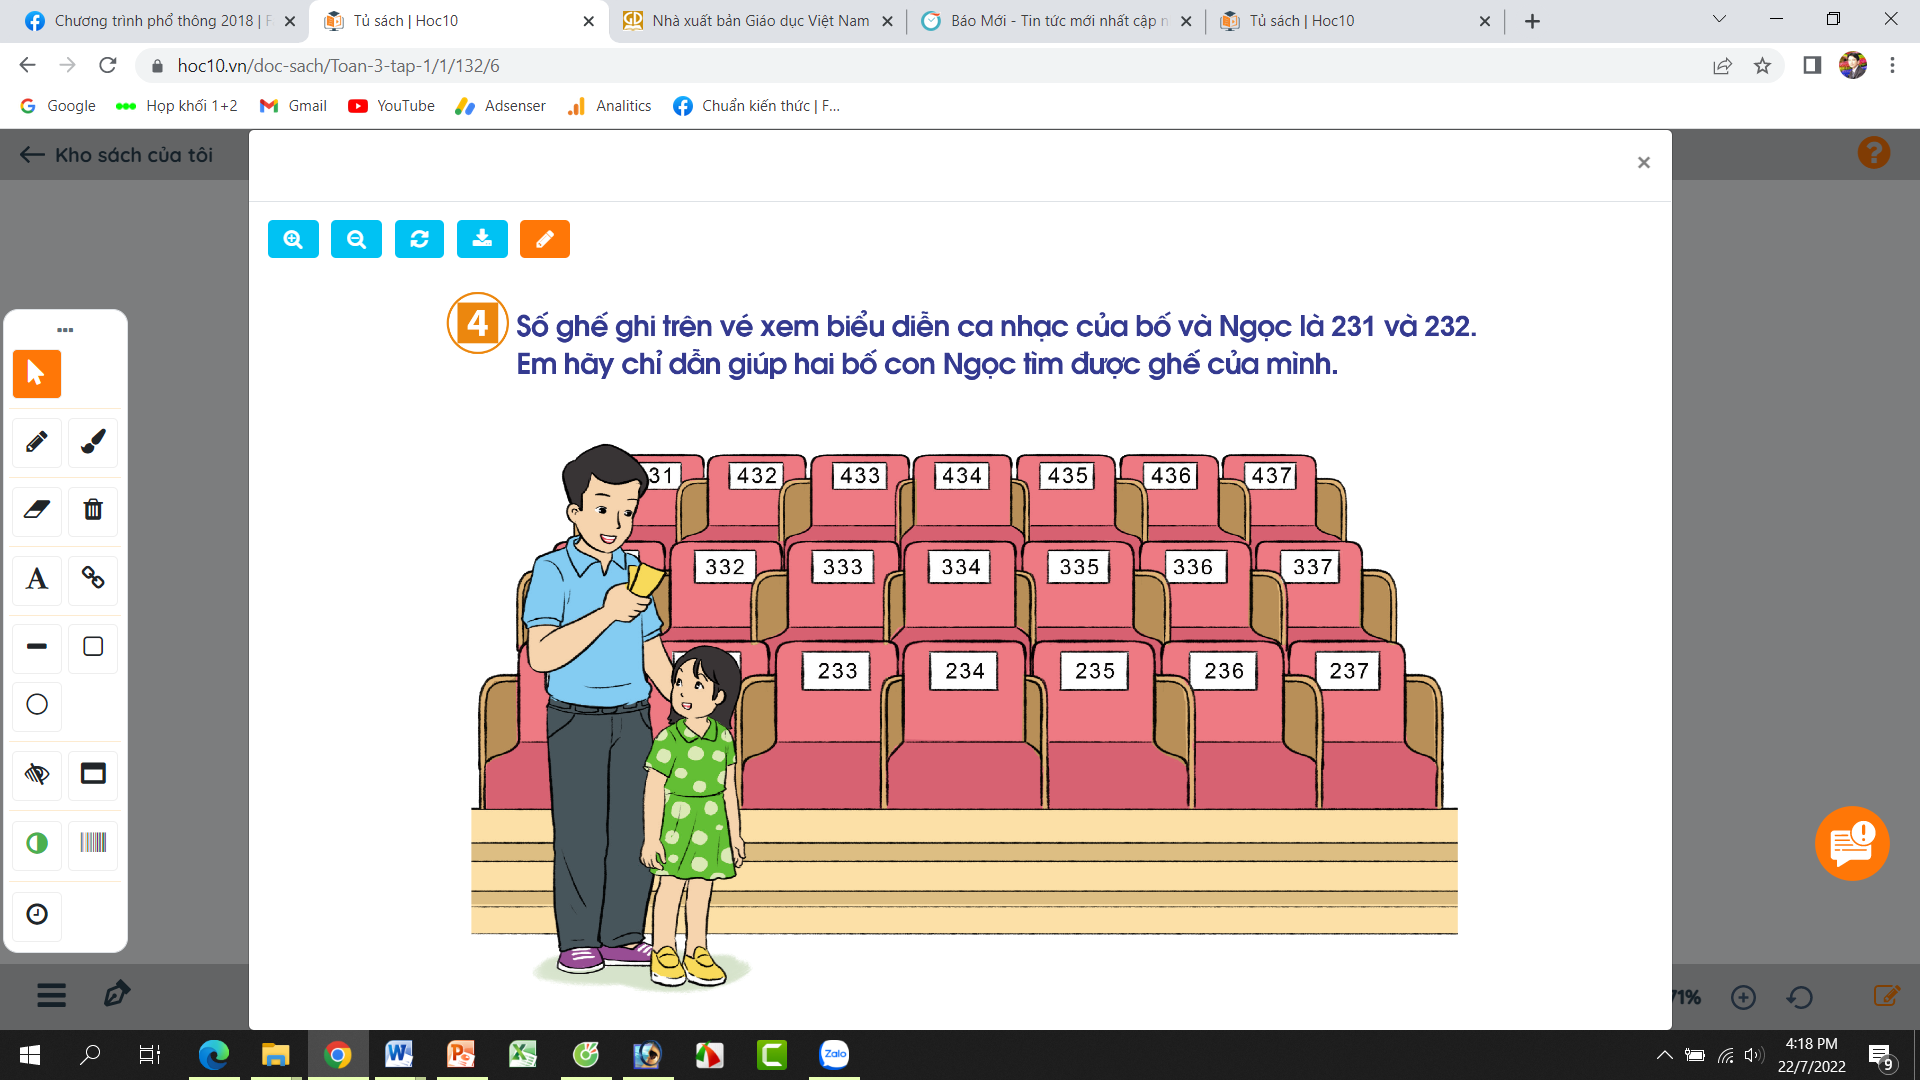 Chương trình phổ thông 2018 | F
Tủ sách | Hoc10
Nhà xuất bản Giáo dục Việt Nam
Báo Mới - Tin tức mới nhất cập n
Tủ sách | Hoc10
hoc10.vn/doc-sach/Toan-3-tap-1/1/132/6
Google
Họp khối 1+2
Gmail
YouTube
Adsenser
Analitics
Chuẩn kiến thức | F...
Kho sách của tôi
4 Số ghế ghi trên vé xem biểu diễn ca nhạc của bố và Ngọc là 231 và 232.
Em hãy chỉ dẫn giúp hai bố con Ngọc tìm được ghế của mình.
31 432 433 434 435 436 437
332 333 334 335 336 337
233 234 235 236 237
71%
Zalo
4:18 PM
22/7/2022
9